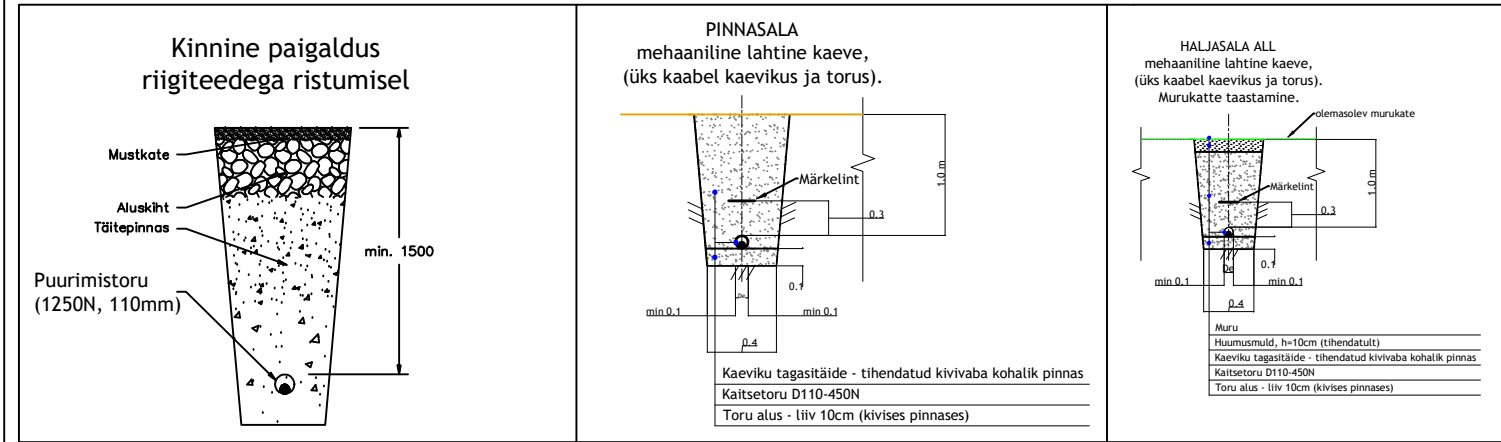 Kinnine paigaldus
riigiteedega ristumisel
Mustkate
Aluskiht
Täitepinnas
min. 1500
Puurimistoru
(1250N, 110mm)
PINNASALA
mehaaniline lahtine kaeve,
(üks kaabel kaevikus ja torus).
Märkelint
1.0 m
0.3
0.1
De
min 0.1
min 0.1
0.4
Kaeviku tagasitäide - tihendatud kivivaba kohalik pinnas
Kaitsetoru D110-450N
Toru alus - liiv 10cm (kivises pinnases)
HALJASALA ALL
mehaaniline lahtine kaeve,
(üks kaabel kaevikus ja torus).
Murukatte taastamine.
olemasolev murukate
Märkelint
1.0 m
0.3
0.1
De
min 0.1
min 0.1
0.4
Muru
Huumusmuld, h=10cm (tihendatult)
Kaeviku tagasitäide - tihendatud kivivaba kohalik pinnas
Kaitsetoru D110-450N
Toru alus - liiv 10cm (kivises pinnases)